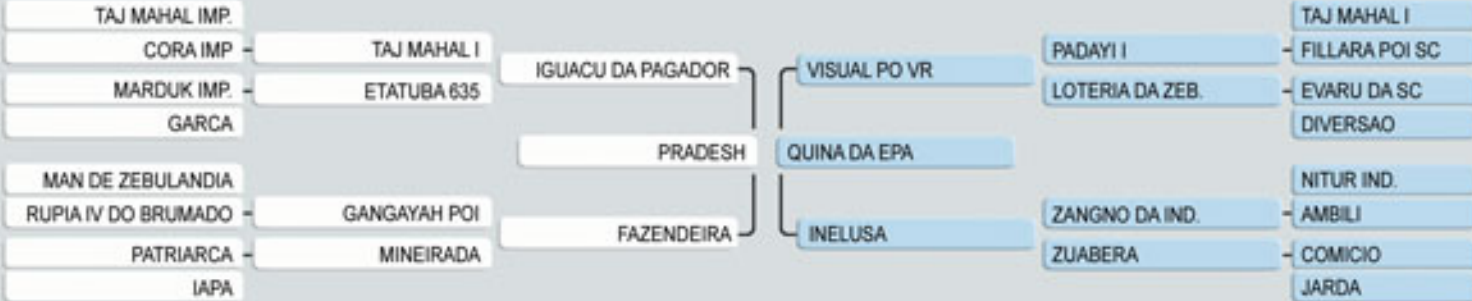 TAJ MAHAL IMP.
CORA IMP
MARDUK IMP.
GARCA
MAN DE ZEBULANDIA
RUPIA IV DO BRUMADO
PATRIARCA
IAPA
TAJ MAHAL I
ETATUBA 635
GANGAYAH POI
MINEIRADA
IGUACU DA PAGADOR
FAZENDEIRA
PRADESH
QUINA DA EPA
VISUAL PO VR
INELUSA
PADAYI I
LOTERIA DA ZEB.
ZANGNO DA IND.
ZUABERA
TAJ MAHAL I
FILLARA POI SC
EVARU DA SC
DIVERSAO
NITUR IND.
AMBILI
COMICIO
JARDA